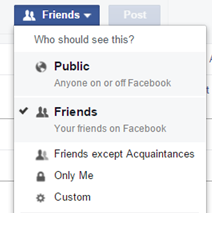 Friends Post
Who should see this?
Public
Anyone on or off Facebook
Friends
Your friends on Facebook
Friends except Acquaintances
Only Me
Custom